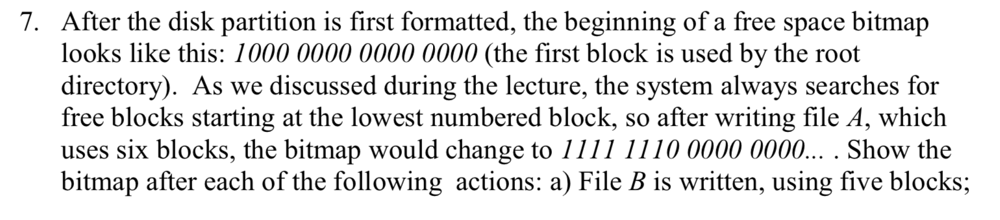 7. After the disk partition is first formatted, the beginning of a free space bitmap
looks like this: 1000 0000 0000 0000 (the first block is used by the root
directory). As we discussed during the lecture, the system always searches for
free blocks starting at the lowest numbered block, so after writing file A, which
uses six blocks, the bitmap would change to 1111 1110 0000 0000... . Show the
bitmap after each of the following actions: a) File B is written, using five blocks;